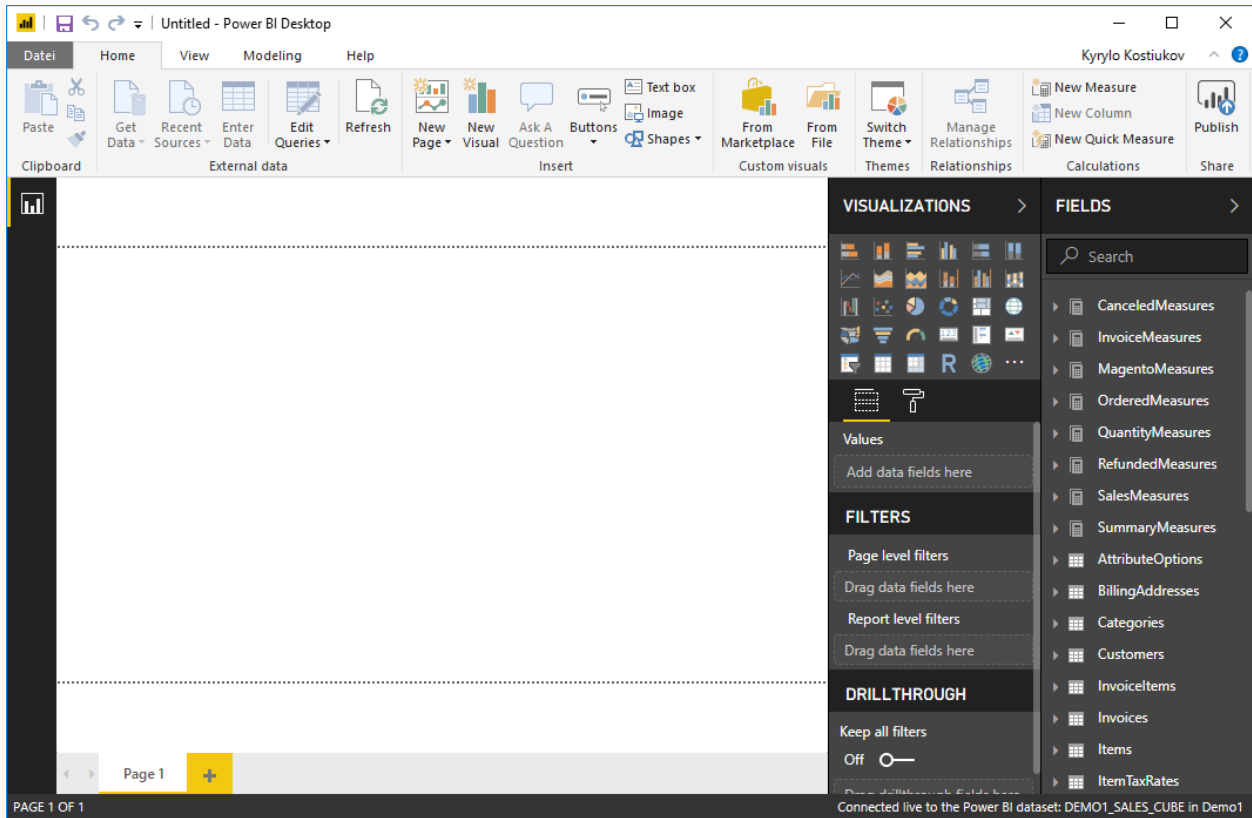 Untitled - Power BI Desktop
Datei Home View Modeling Help Kyrylo Kostiukov ?
Paste
Get Data
Recent Sources
Enter Data
Edit Queries
Refresh
New Page
New Visual
Ask A Question
Buttons
Text box
Image
Shapes
From Marketplace
From File
Switch Theme
Manage Relationships
New Measure
New Column
New Quick Measure
Publish
Clipboard External data Insert Custom visuals Themes Relationships Calculations Share
VISUALIZATIONS
R
Values
Add data fields here
FILTERS
Page level filters
Drag data fields here
Report level filters
Drag data fields here
DRILLTHROUGH
Keep all filters
Off
Drag drillthrough fields here
FIELDS
Search
CanceledMeasures
InvoiceMeasures
MagentoMeasures
OrderedMeasures
QuantityMeasures
RefundedMeasures
SalesMeasures
SummaryMeasures
AttributeOptions
BillingAddresses
Categories
Customers
InvoiceItems
Invoices
Items
ItemTaxRates
Page 1 +
PAGE 1 OF 1 Connected live to the Power BI dataset: DEMO1_SALES_CUBE in Demo1